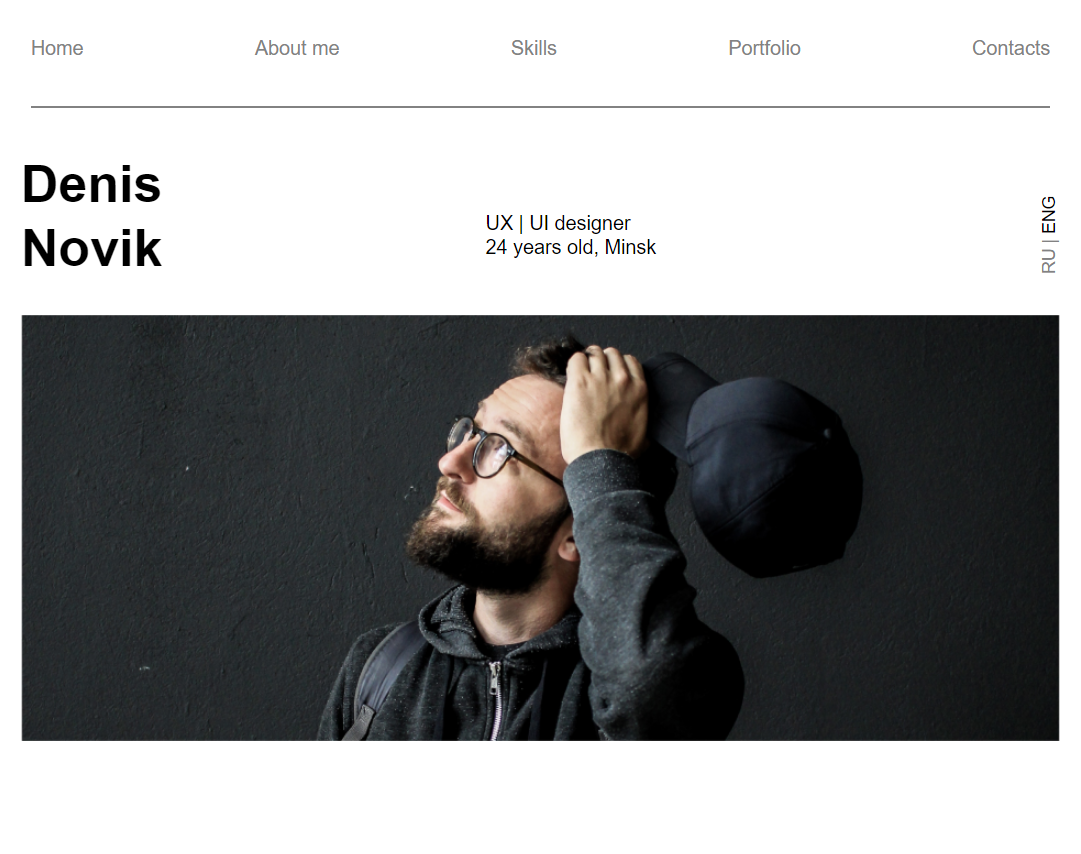 Home
About me
Skills
Portfolio
Contacts
Denis
Novik
UX | UI designer
24 years old, Minsk
RU | ENG